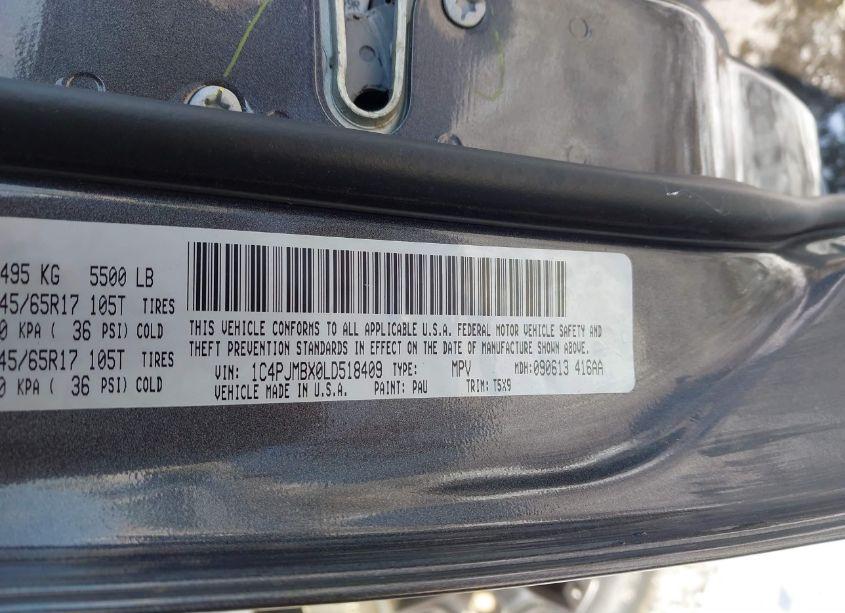 495 KG 5500 LB
45/65R17 105T TIRES
0 KPA ( 36 PSI) COLD
45/65R17 105T TIRES
0 KPA ( 36 PSI) COLD
THIS VEHICLE CONFORMS TO ALL APPLICABLE U.S.A. FEDERAL MOTOR VEHICLE SAFETY AND
THEFT PREVENTION STANDARDS IN EFFECT ON THE DATE OF MANUFACTURE SHOWN ABOVE.
VIN: 1C4PJMBX0LD518409 TYPE: MPV MDH: 090613 416AA
VEHICLE MADE IN U.S.A. PAINT: PAU TRIM: T5X9